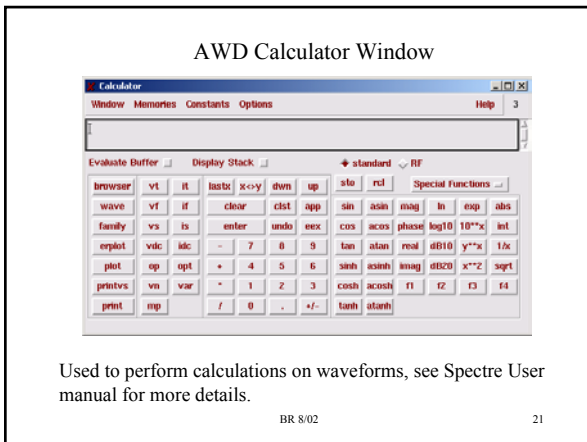 AWD Calculator Window
Calculator
Window Memories Constants Options Help 3
Evaluate Buffer Display Stack standard RF
browser vt it lastx x<>y dwn up sto rcl Special Functions
wave vf if clear clst app sin asin mag ln exp abs
family vs is enter undo eex cos acos phase log10 10**x int
erplot vdc idc - 7 8 9 tan atan real dB10 y**x 1/x
plot op opt + 4 5 6 sinh asinh imag dB20 x**2 sqrt
printvs vn var * 1 2 3 cosh acosh f1 f2 f3 f4
print mp / 0 . +/- tanh atanh
Used to perform calculations on waveforms, see Spectre User
manual for more details.
BR 8/02 21